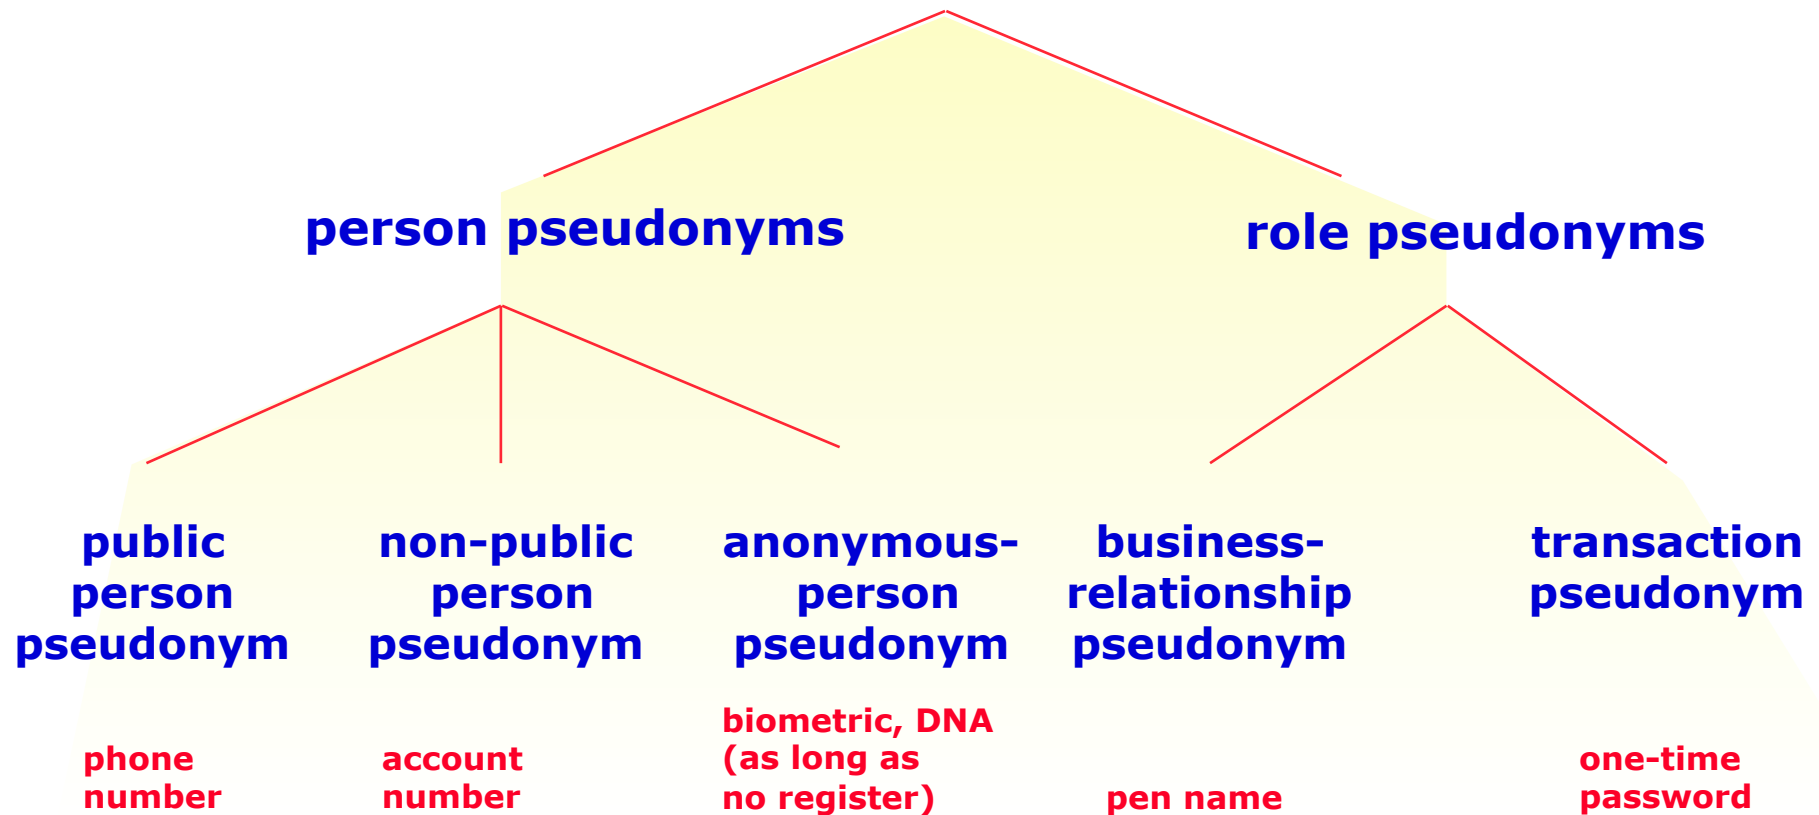 person pseudonyms
role pseudonyms
public
person
pseudonym
non-public
person
pseudonym
anonymous-
person
pseudonym
business-
relationship
pseudonym
transaction
pseudonym
phone
number
account
number
biometric, DNA
(as long as
no register)
pen name
one-time
password